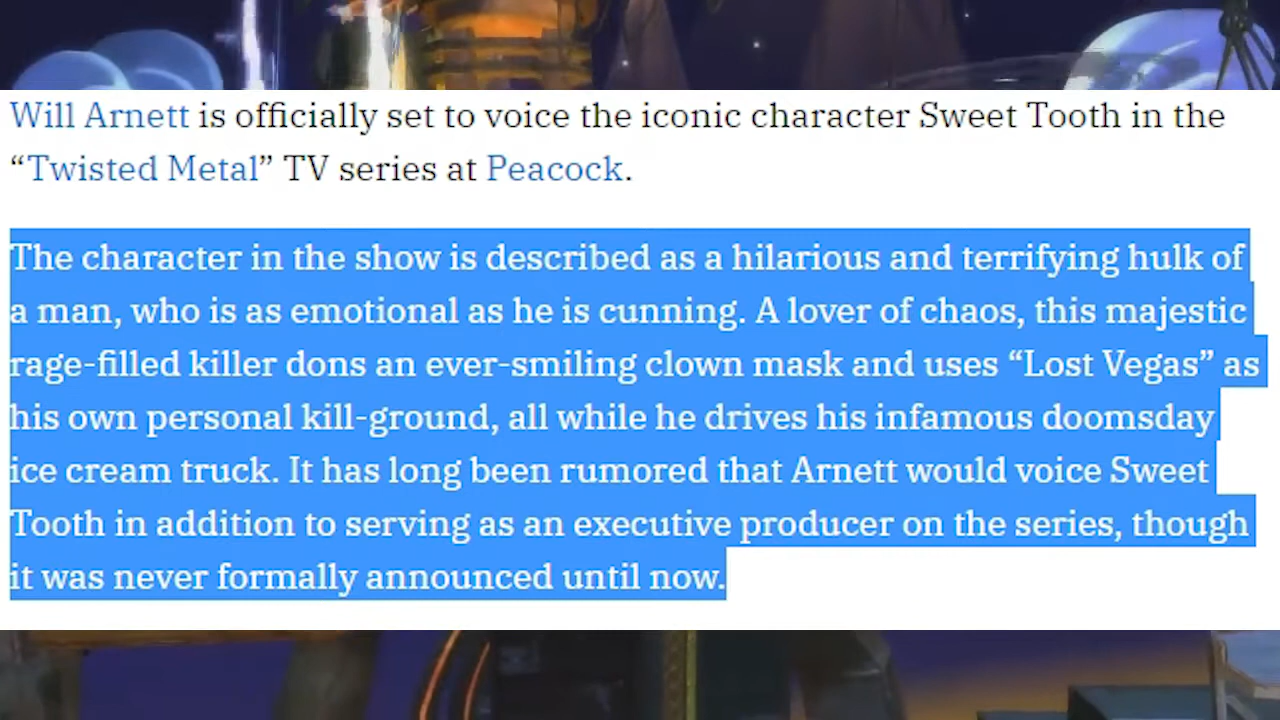 Will Arnett is officially set to voice the iconic character Sweet Tooth in the
“Twisted Metal” TV series at Peacock.
The character in the show is described as a hilarious and terrifying hulk of
a man, who is as emotional as he is cunning. A lover of chaos, this majestic
rage-filled killer dons an ever-smiling clown mask and uses “Lost Vegas” as
his own personal kill-ground, all while he drives his infamous doomsday
ice cream truck. It has long been rumored that Arnett would voice Sweet
Tooth in addition to serving as an executive producer on the series, though
it was never formally announced until now.